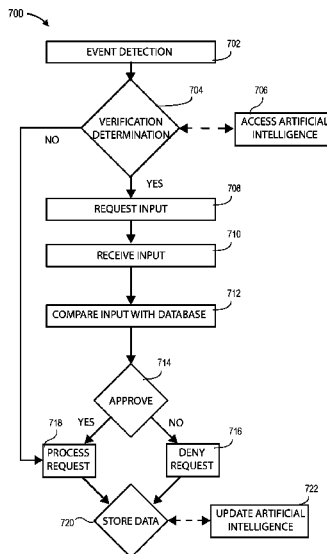 700
EVENT DETECTION
702
704
VERIFICATION
DETERMINATION
706
ACCESS ARTIFICIAL
INTELLIGENCE
NO
YES
REQUEST INPUT
708
710
RECEIVE INPUT
712
COMPARE INPUT WITH DATABASE
714
APPROVE
718
YES
NO
716
PROCESS
REQUEST
DENY
REQUEST
722
720
STORE DATA
UPDATE ARTIFICIAL
INTELLIGENCE